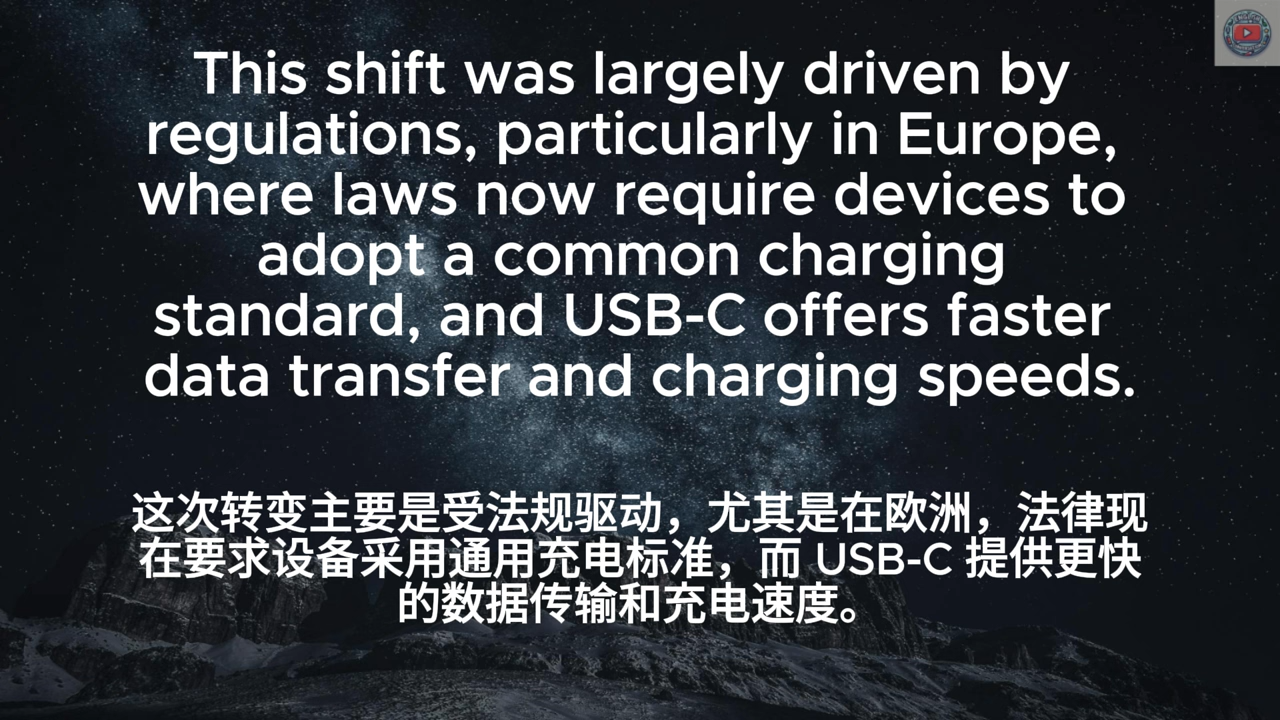 This shift was largely driven by
regulations, particularly in Europe,
where laws now require devices to
adopt a common charging
standard, and USB-C offers faster
data transfer and charging speeds.
这次转变主要是受法规驱动，尤其是在欧洲，法律现
在要求设备采用通用充电标准，而 USB-C 提供更快
的数据传输和充电速度。